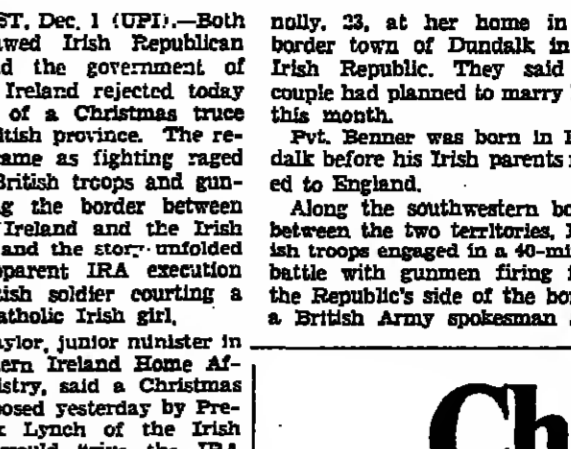 ST, Dec. 1 (UPI).—Both
wed Irish Republican
d the government of
Ireland rejected today
of a Christmas truce
itish province. The re-
ame as fighting raged
British troops and gun-
g the border between
Ireland and the Irish
and the story unfolded
parent IRA execution
ish soldier courting a
atholic Irish girl.
aylor, junior minister in
ern Ireland Home Af-
istry, said a Christmas
posed yesterday by Pre-
k Lynch of the Irish
the IRA
nolly, 23, at her home in
border town of Dundalk in
Irish Republic. They said
couple had planned to marry
this month.
Pvt. Benner was born in
dalk before his Irish parents
ed to England.
Along the southwestern bo
between the two territories,
ish troops engaged in a 40-mi
battle with gunmen firing
the Republic's side of the bo
a British Army spokesman
Ch